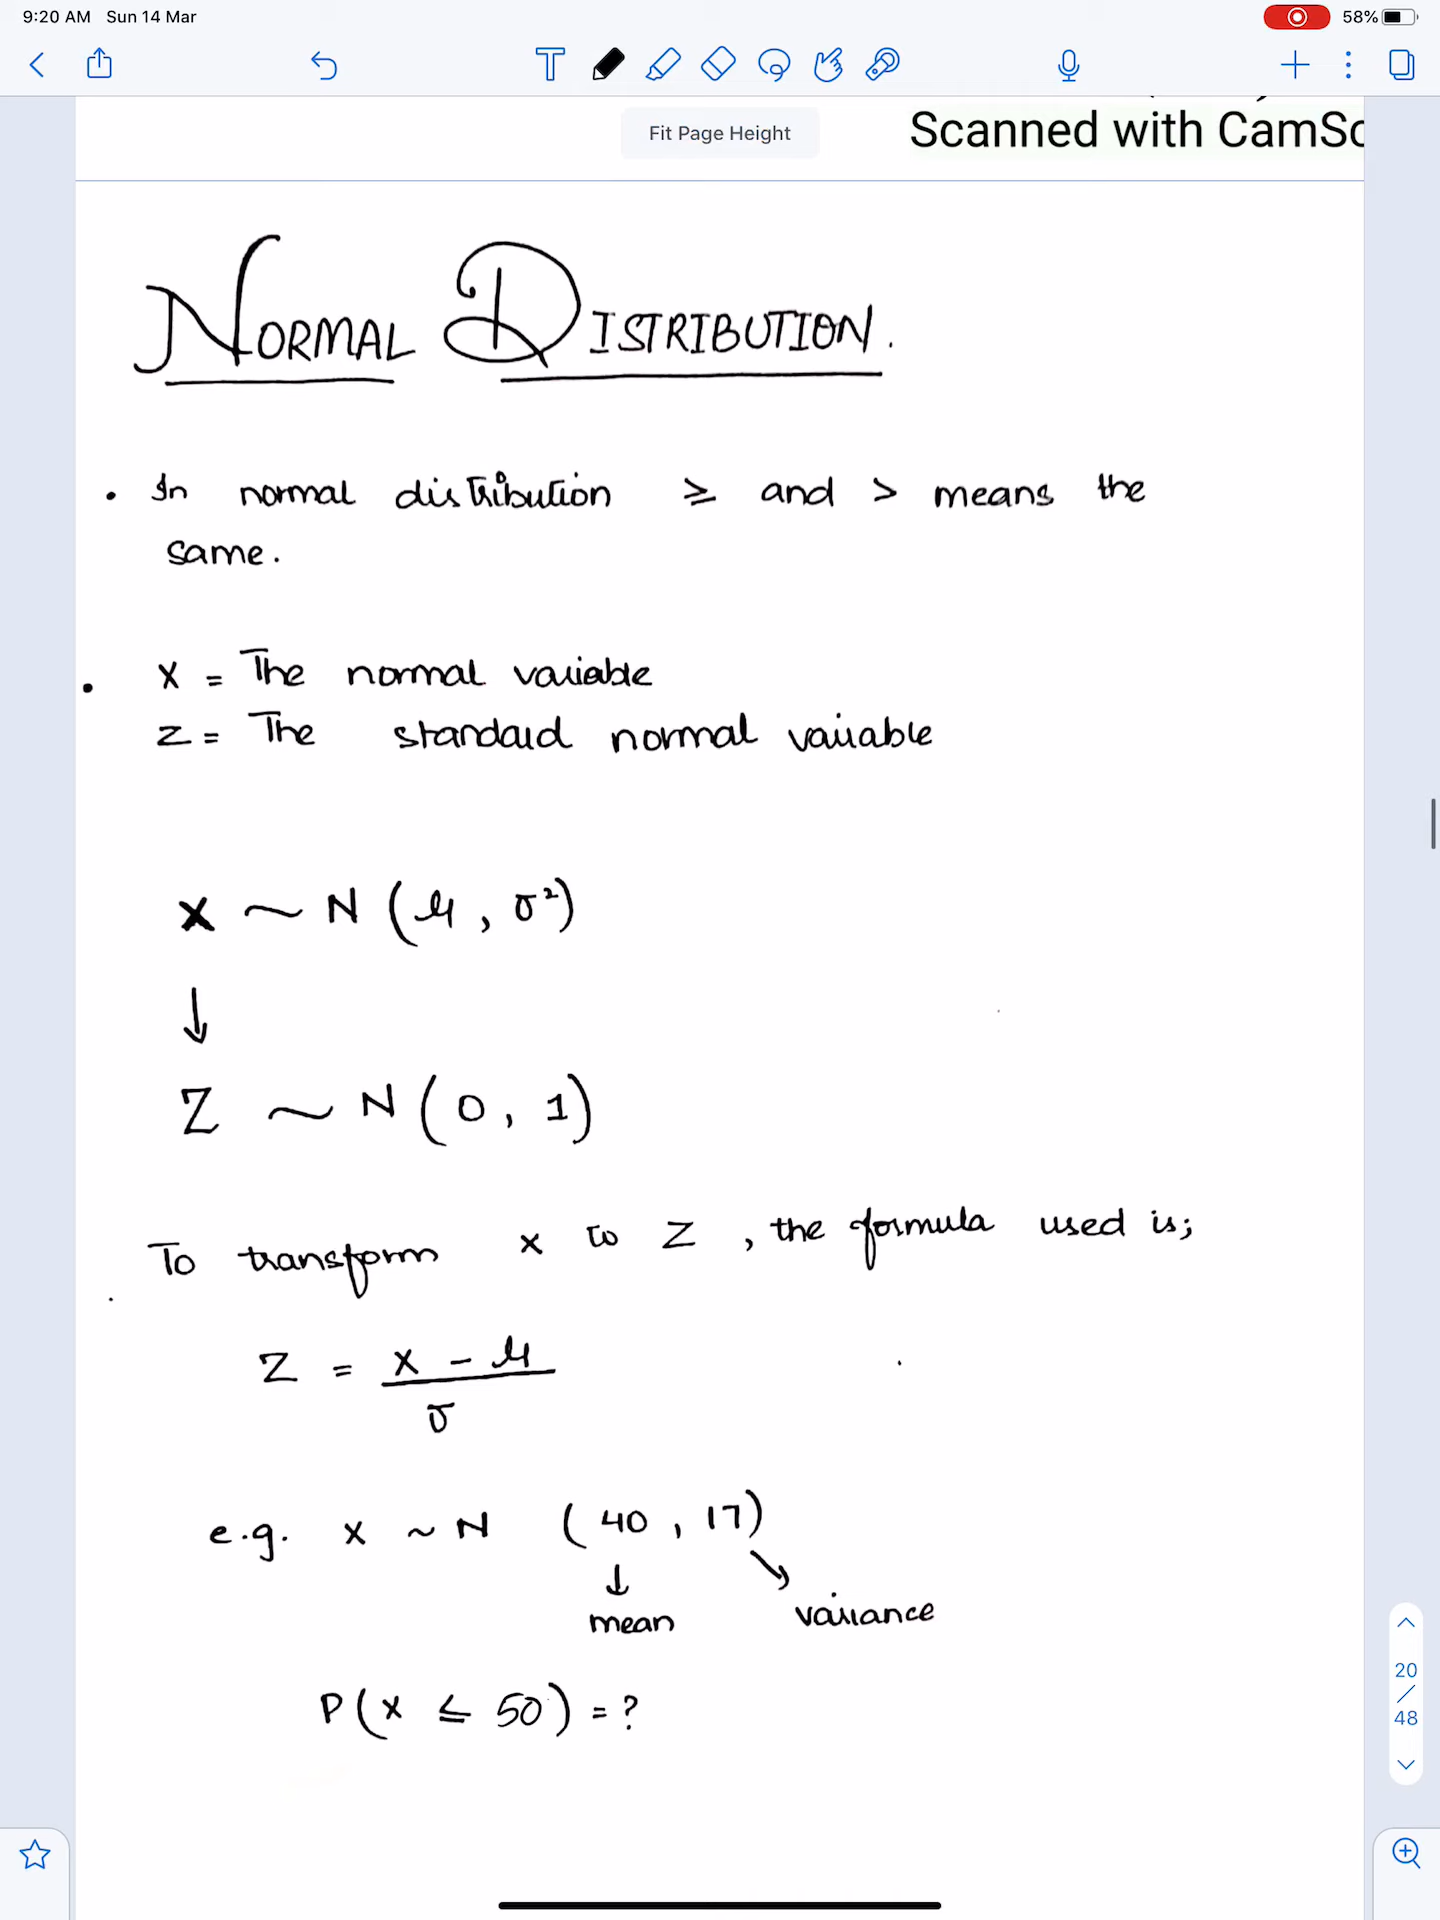 9:20 AM Sun 14 Mar
58%
Fit Page Height
Scanned with CamSc
NORMAL DISTRIBUTION.
• In normal distribution ≥ and > means the
same.
• X = The normal variable
Z = The standard normal variable
X ~ N (μ, σ²)
↓
Z ~ N (0, 1)
To transform X to Z, the formula used is;
Z = X - μ
σ
e.g. X ~ N (40, 17)
↓ ↘
mean variance
P(X ≤ 50) = ?
20
/
48